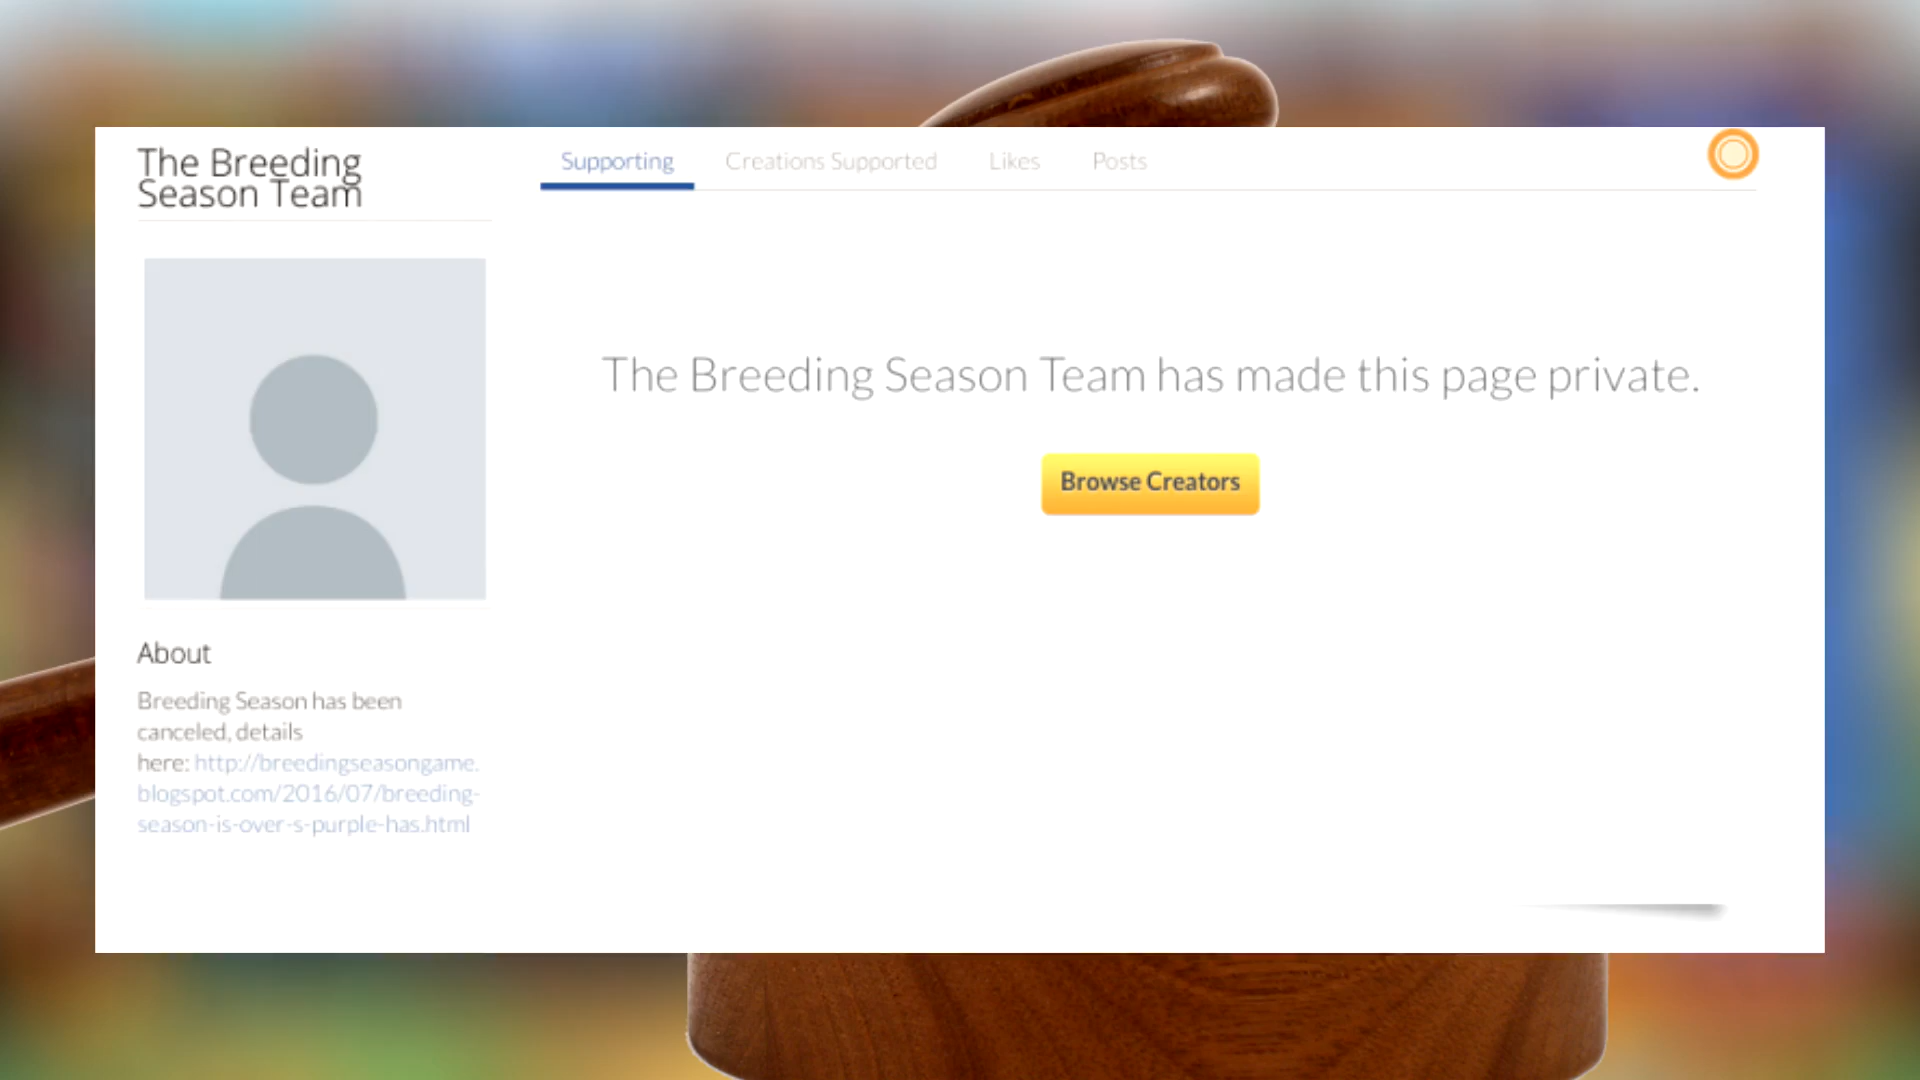 The Breeding
Season Team
Supporting
Creations Supported
Likes
Posts
The Breeding Season Team has made this page private.
Browse Creators
About
Breeding Season has been
canceled, details
here: http://breedingseasongame.
blogspot.com/2016/07/breeding-
season-is-over-s-purple-has.html